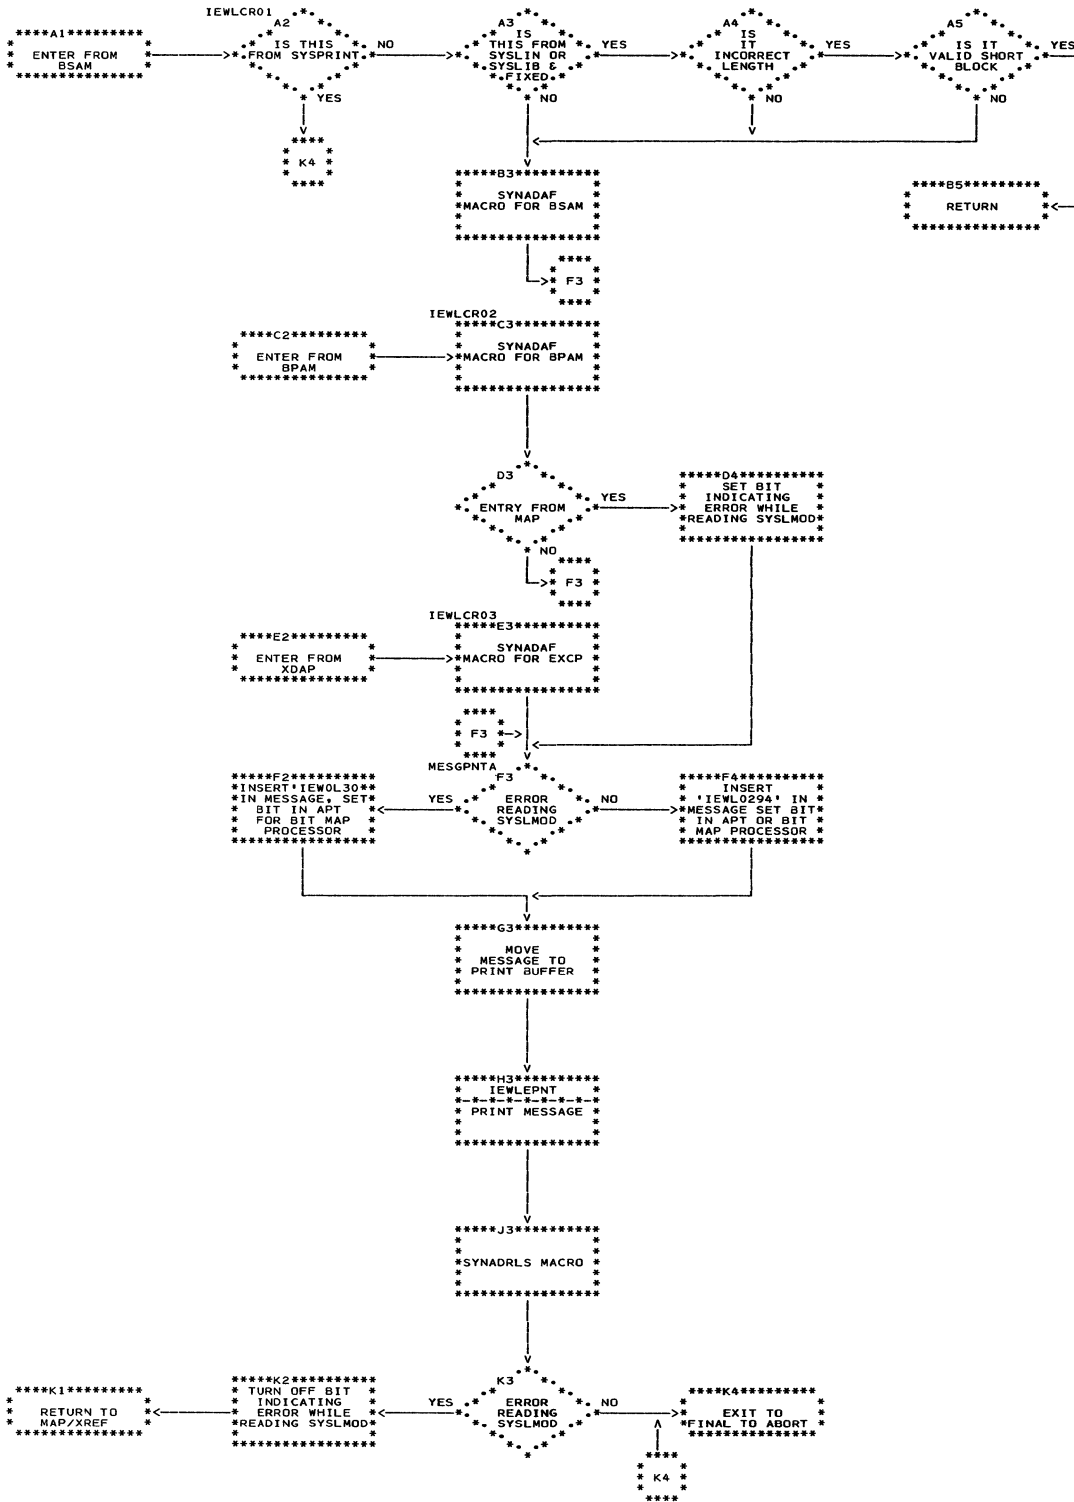 IEWLCR01
A1
ENTER FROM
BSAM
A2
IS THIS
FROM SYSPRINT
NO
YES
A3
IS
THIS FROM
SYSLIN OR
SYSLIB &
FIXED
YES
NO
A4
IS
IT
INCORRECT
LENGTH
YES
NO
A5
IS IT
VALID SHORT
BLOCK
YES
NO
K4
B3
SYNADAF
MACRO FOR BSAM
B5
RETURN
F3
IEWLCR02
C2
ENTER FROM
BPAM
C3
SYNADAF
MACRO FOR BPAM
D3
ENTRY FROM
MAP
YES
NO
D4
SET BIT
INDICATING
ERROR WHILE
READING SYSLMOD
F3
IEWLCR03
E2
ENTER FROM
XDAP
E3
SYNADAF
MACRO FOR EXCP
F3
MESGPNTA
F2
INSERT'IEW0L30
IN MESSAGE, SET
BIT IN APT
FOR BIT MAP
PROCESSOR
YES
F3
ERROR
READING
SYSLMOD
NO
F4
INSERT
'IEWL0294' IN
MESSAGE SET BIT
IN APT OR BIT
MAP PROCESSOR
G3
MOVE
MESSAGE TO
PRINT BUFFER
H3
IEWLEPNT
PRINT MESSAGE
J3
SYNADRLS MACRO
K1
RETURN TO
MAP/XREF
K2
TURN OFF BIT
INDICATING
ERROR WHILE
READING SYSLMOD
YES
K3
ERROR
READING
SYSLMOD
NO
K4
EXIT TO
FINAL TO ABORT
K4